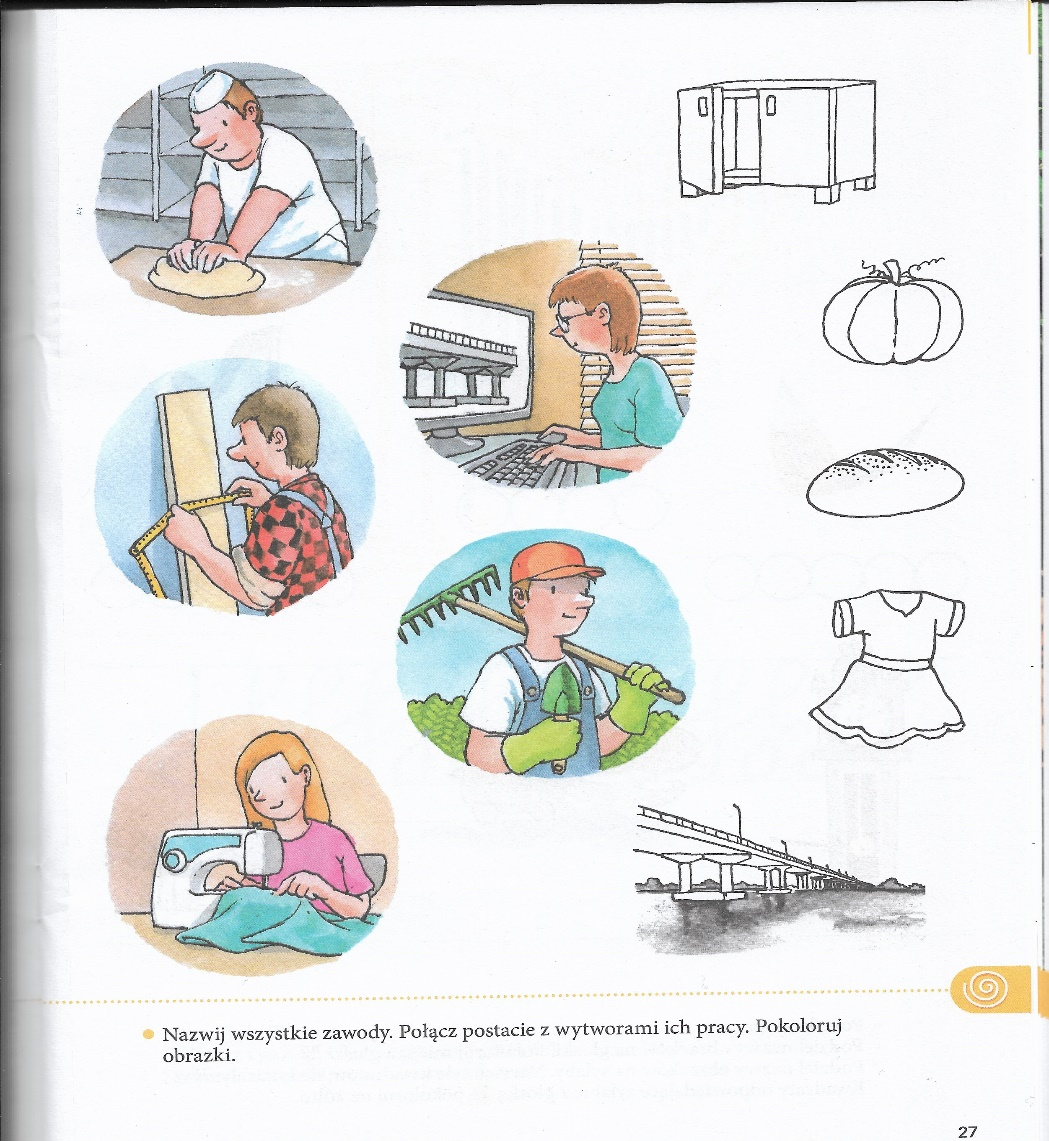 Nazwij wszystkie zawody. Połącz postacie z wytworami ich pracy. Pokoloruj
obrazki.
27